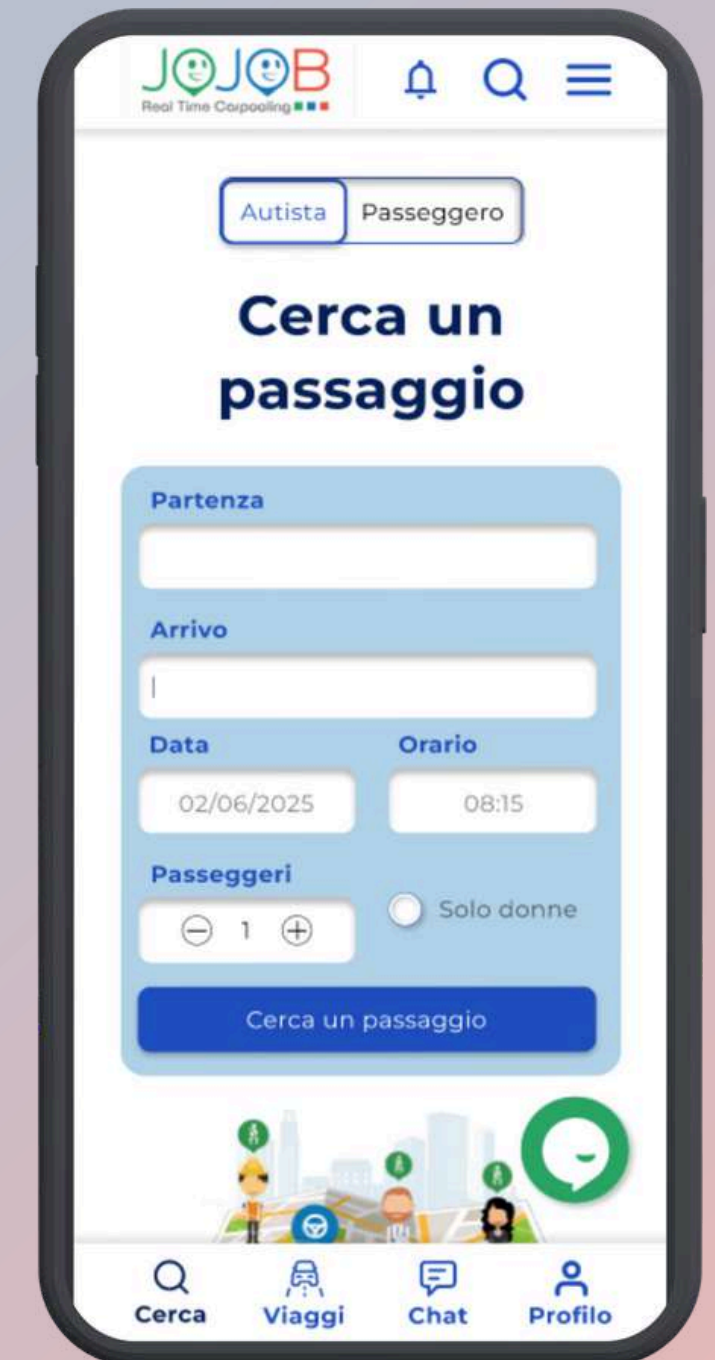 JOJOB
Real Time Carpooling
Autista Passeggero
Cerca un
passaggio
Partenza
Arrivo
Data Orario
02/06/2025 08:15
Passeggeri
1 Solo donne
Cerca un passaggio
Cerca Viaggi Chat Profilo